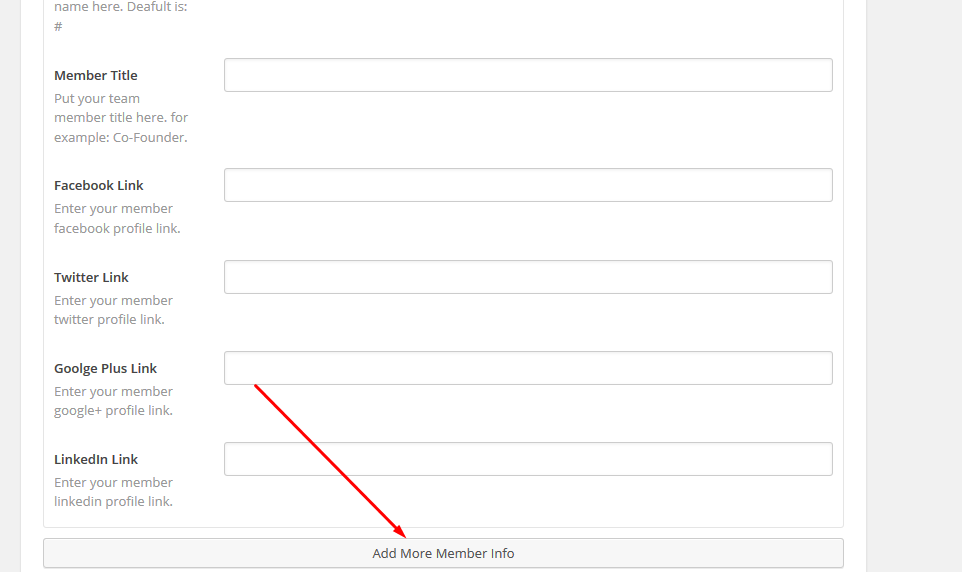 name here. Deafult is:
#
Member Title
Put your team
member title here. for
example: Co-Founder.
Facebook Link
Enter your member
facebook profile link.
Twitter Link
Enter your member
twitter profile link.
Goolge Plus Link
Enter your member
google+ profile link.
LinkedIn Link
Enter your member
linkedin profile link.
Add More Member Info